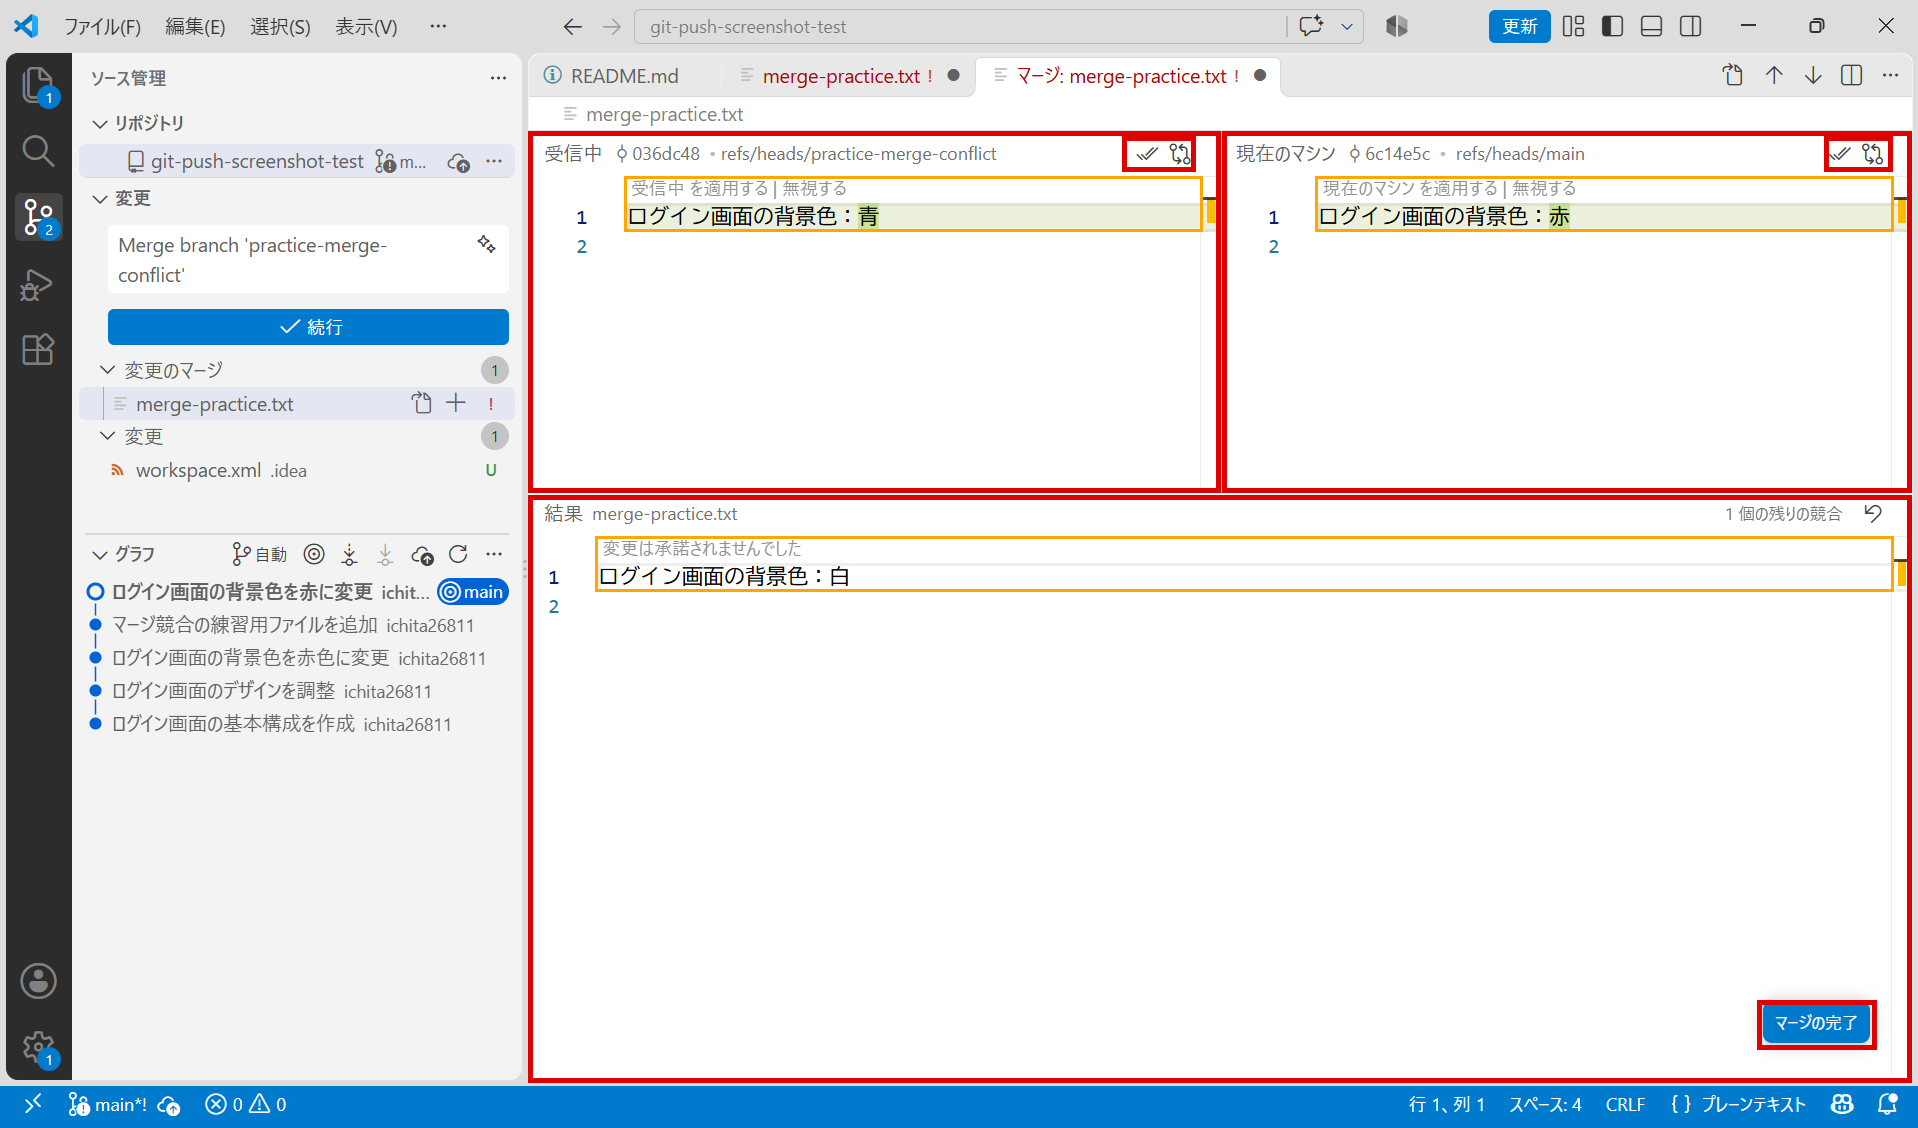 ファイル(F) 編集(E) 選択(S) 表示(V) ··· git-push-screenshot-test 更新
ソース管理
リポジトリ
git-push-screenshot-test m...
変更
Merge branch 'practice-merge-
conflict'
続行
変更のマージ 1
merge-practice.txt !
変更 1
workspace.xml .idea U
グラフ 自動
ログイン画面の背景色を赤に変更 ichit... main
マージ競合の練習用ファイルを追加 ichita26811
ログイン画面の背景色を赤色に変更 ichita26811
ログイン画面のデザインを調整 ichita26811
ログイン画面の基本構成を作成 ichita26811
1
2
1
README.md merge-practice.txt ! マージ: merge-practice.txt !
merge-practice.txt
受信中 036dc48 • refs/heads/practice-merge-conflict
受信中 を適用する | 無視する
1 ログイン画面の背景色：青
2
現在のマシン 6c14e5c • refs/heads/main
現在のマシン を適用する | 無視する
1 ログイン画面の背景色：赤
2
結果 merge-practice.txt 1 個の残りの競合
変更は承諾されませんでした
1 ログイン画面の背景色：白
2
マージの完了
main*! 0 0 行 1、列 1 スペース: 4 CRLF { } プレーンテキスト